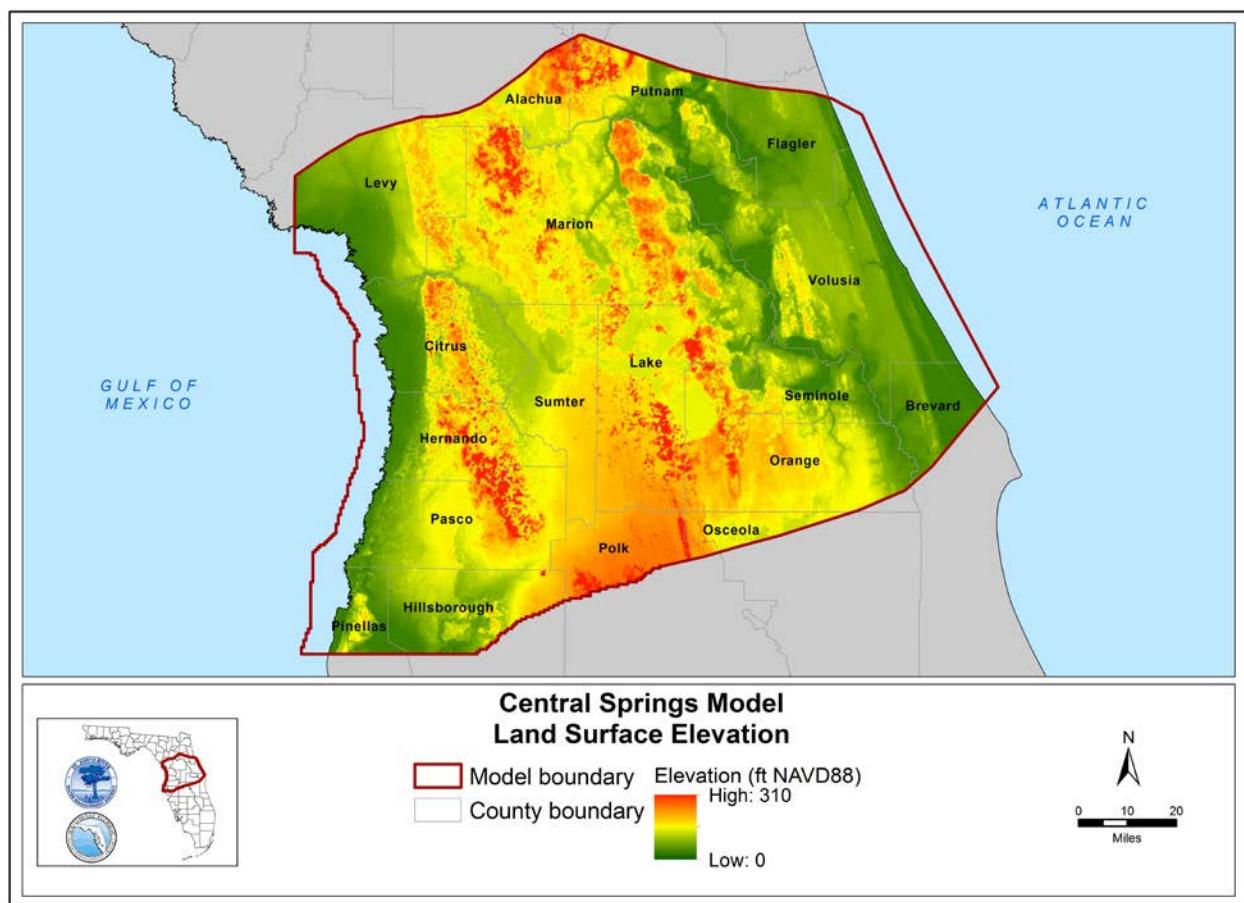 Alachua
Putnam
Flagler
Levy
Marion
ATLANTIC
OCEAN
Volusia
Citrus
Lake
GULF OF
MEXICO
Sumter
Seminole
Brevard
Hernando
Orange
Pasco
Osceola
Polk
Hillsborough
Pinellas
Central Springs Model
Land Surface Elevation
Model boundary
County boundary
Elevation (ft NAVD88)
High: 310
Low: 0
N
0 10 20
Miles